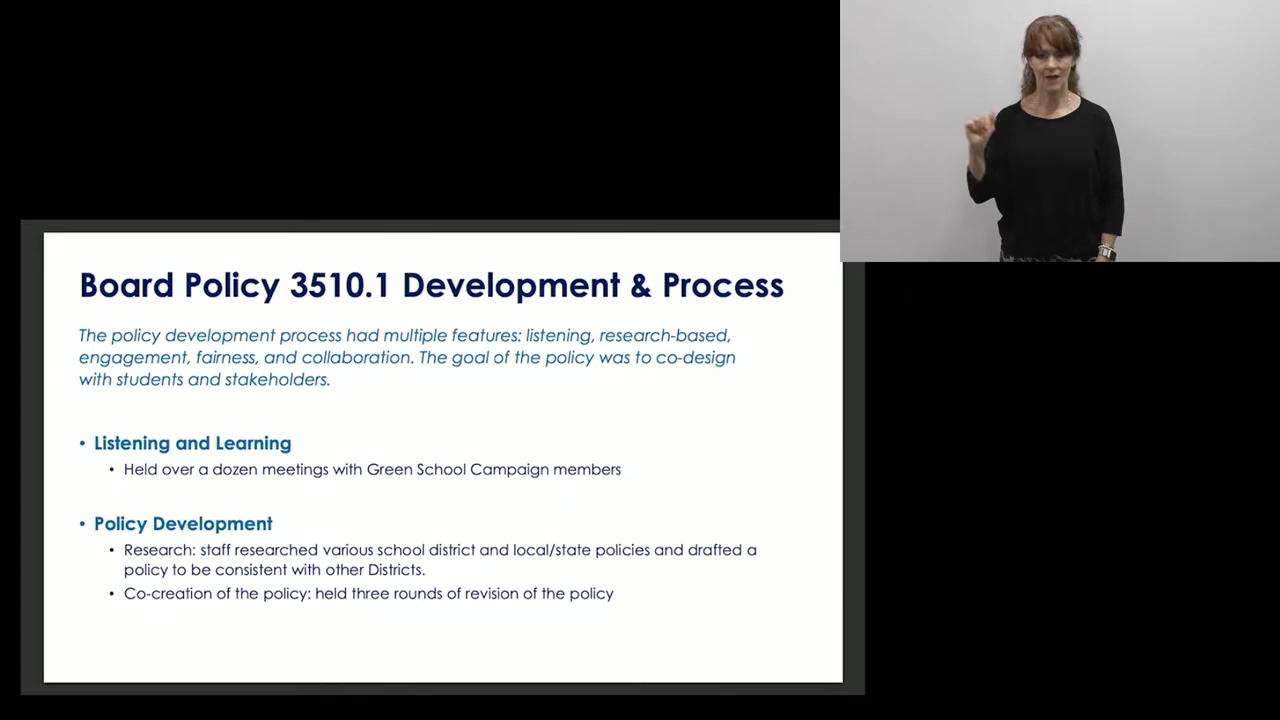 Board Policy 3510.1 Development & Process
The policy development process had multiple features: listening, research-based,
engagement, fairness, and collaboration. The goal of the policy was to co-design
with students and stakeholders.
• Listening and Learning
• Held over a dozen meetings with Green School Campaign members
• Policy Development
• Research: staff researched various school district and local/state policies and drafted a
policy to be consistent with other Districts.
• Co-creation of the policy: held three rounds of revision of the policy